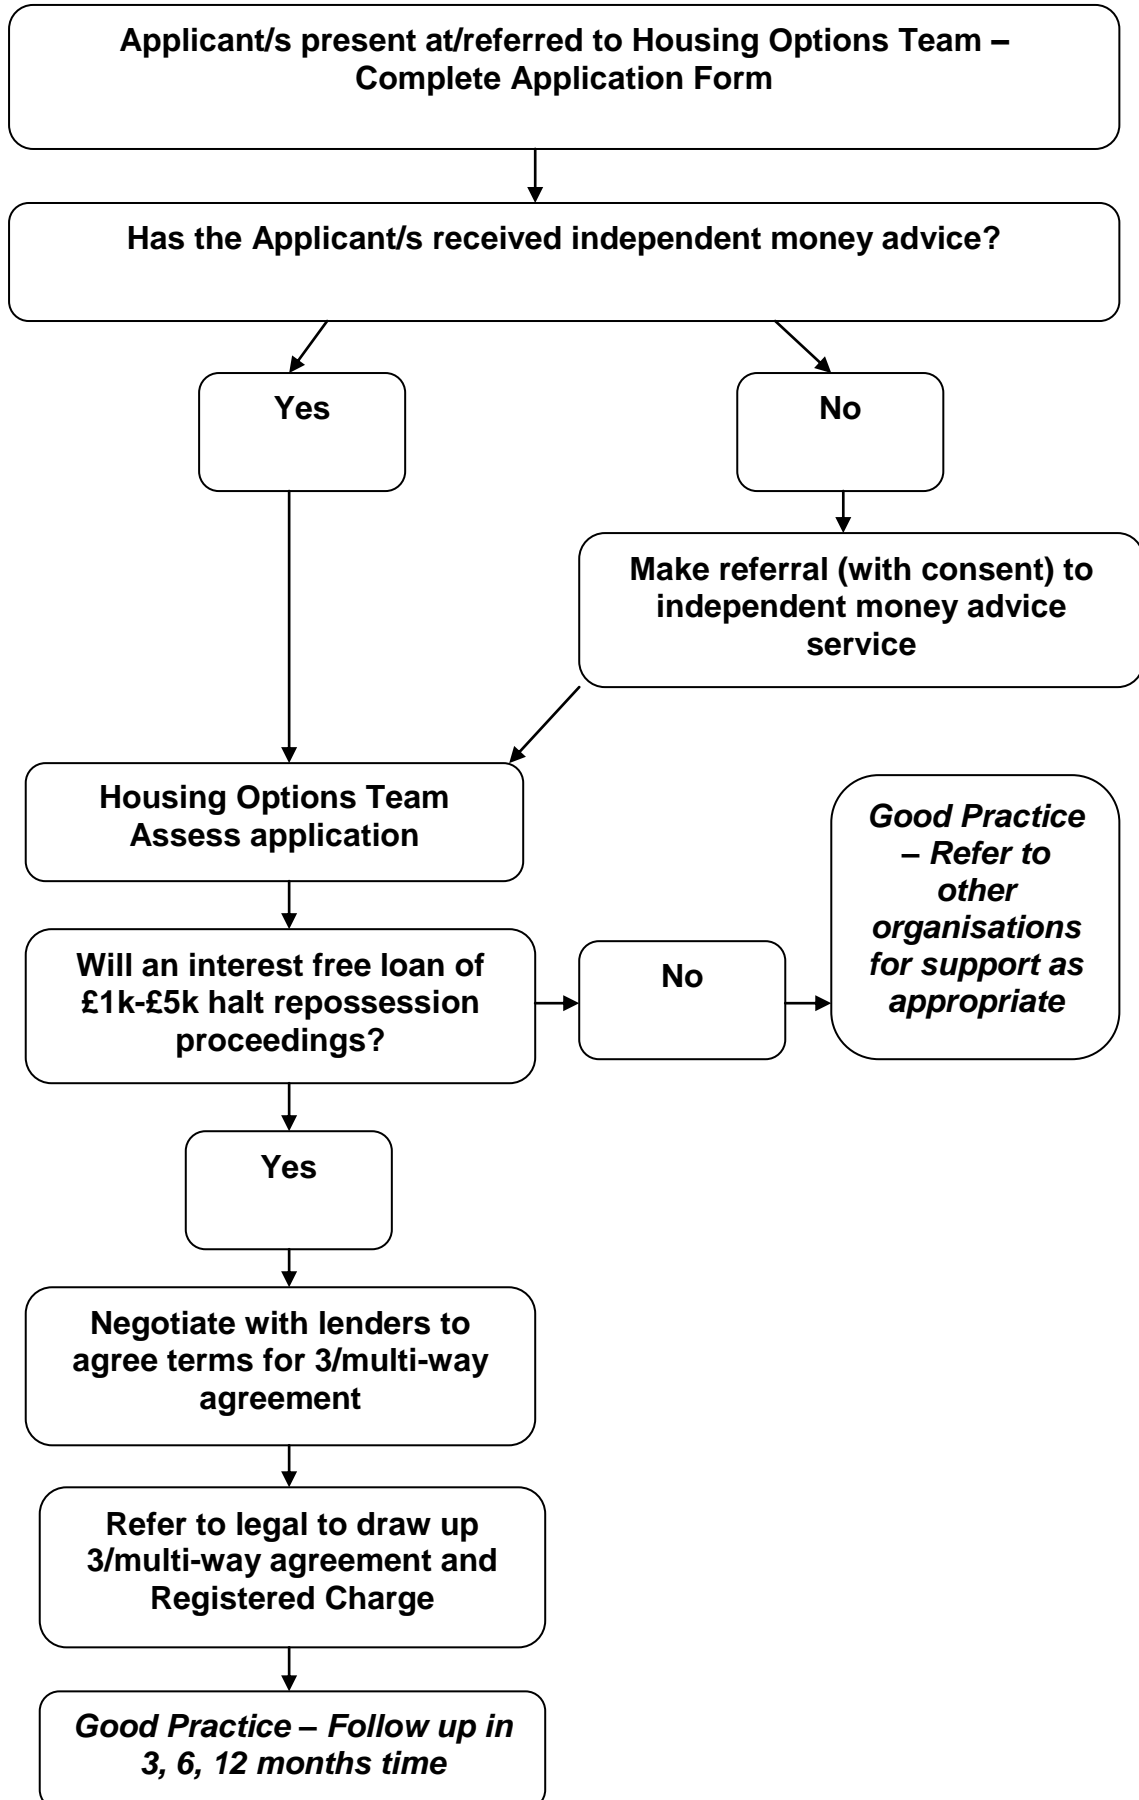 Applicant/s present at/referred to Housing Options Team –
Complete Application Form
Has the Applicant/s received independent money advice?
Yes
No
Make referral (with consent) to
independent money advice
service
Housing Options Team
Assess application
Good Practice
– Refer to
other
organisations
for support as
appropriate
Will an interest free loan of
£1k-£5k halt repossession
proceedings?
No
Yes
Negotiate with lenders to
agree terms for 3/multi-way
agreement
Refer to legal to draw up
3/multi-way agreement and
Registered Charge
Good Practice – Follow up in
3, 6, 12 months time